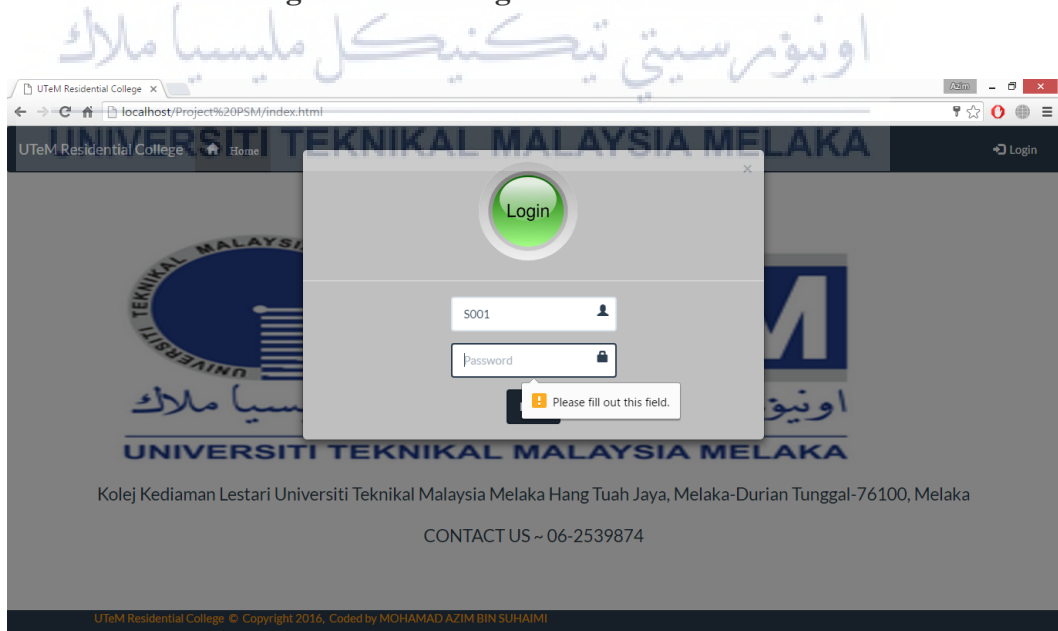 اونيۏرسيتي تيكنيكل مليسيا ملاك
UTeM Residential College
Azim
localhost/Project%20PSM/index.html
UNIVERSITI TEKNIKAL MALAYSIA MELAKA
UTeM Residential College Home Login
Login
S001
Password
Please fill out this field.
UNIVERSITI TEKNIKAL MALAYSIA MELAKA
Kolej Kediaman Lestari Universiti Teknikal Malaysia Melaka Hang Tuah Jaya, Melaka-Durian Tunggal-76100, Melaka
CONTACT US ~ 06-2539874
UTeM Residential College © Copyright 2016, Coded by MOHAMAD AZIM BIN SUHAIMI